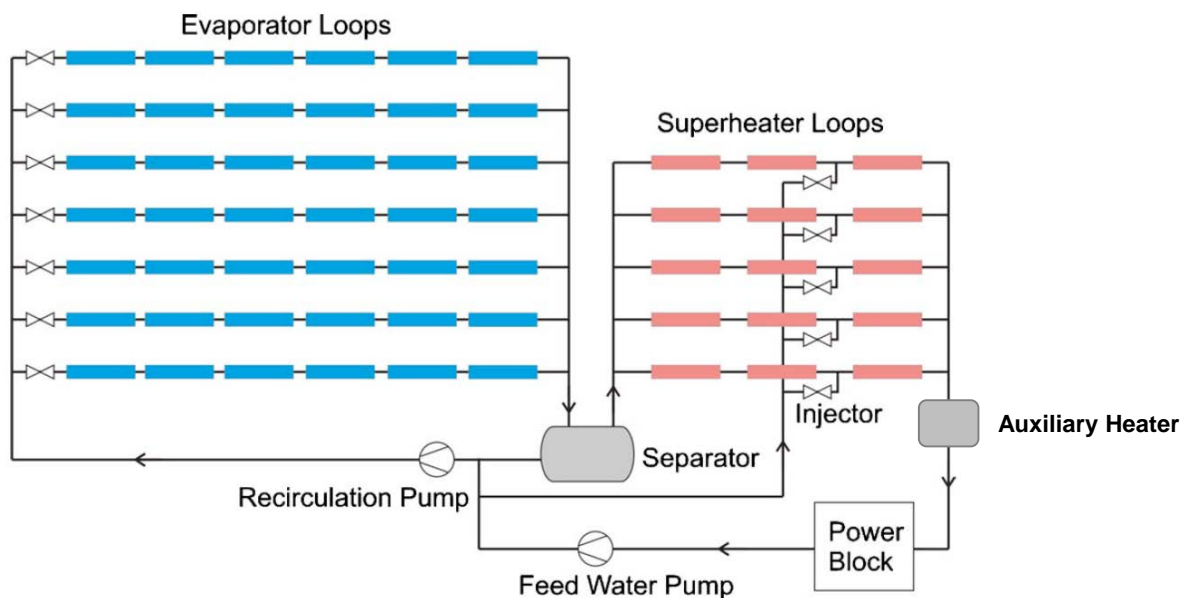 Evaporator Loops
Superheater Loops
Injector
Auxiliary Heater
Separator
Recirculation Pump
Power
Block
Feed Water Pump